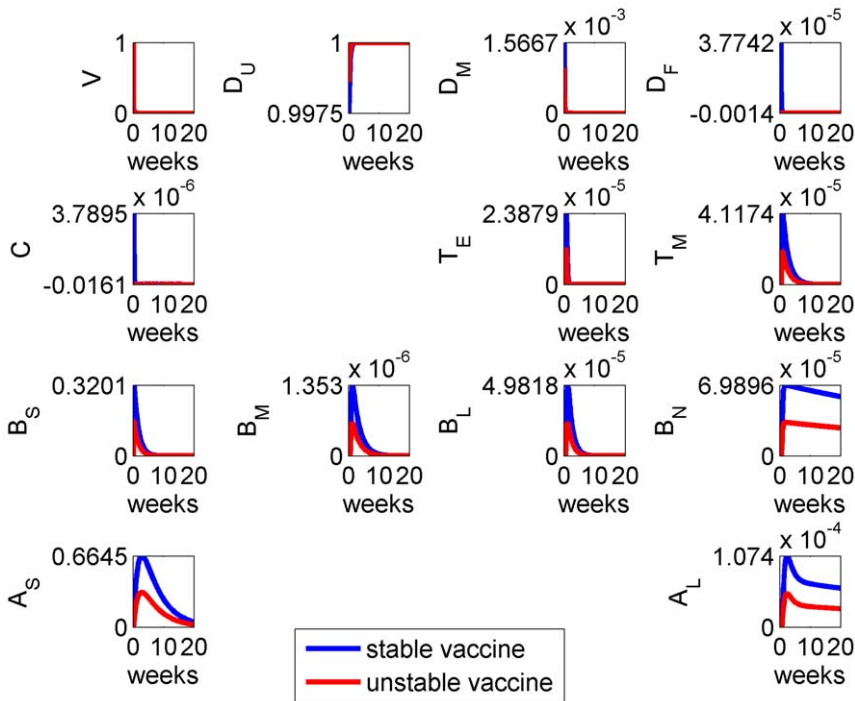 V
1
0
0 10 20
weeks
D_U
1
0.9975
0 10 20
weeks
D_M
x 10^-3
1.5667
0
0 10 20
weeks
D_F
x 10^-5
3.7742
-0.0014
0 10 20
weeks
C
x 10^-6
3.7895
-0.0161
0 10 20
weeks
T_E
x 10^-5
2.3879
0
0 10 20
weeks
T_M
x 10^-5
4.1174
0
0 10 20
weeks
B_S
0.3201
0
0 10 20
weeks
B_M
x 10^-6
1.353
0
0 10 20
weeks
B_L
x 10^-5
4.9818
0
0 10 20
weeks
B_N
x 10^-5
6.9896
0
0 10 20
weeks
A_S
0.6645
0
0 10 20
weeks
A_L
x 10^-4
1.074
0
0 10 20
weeks
stable vaccine
unstable vaccine